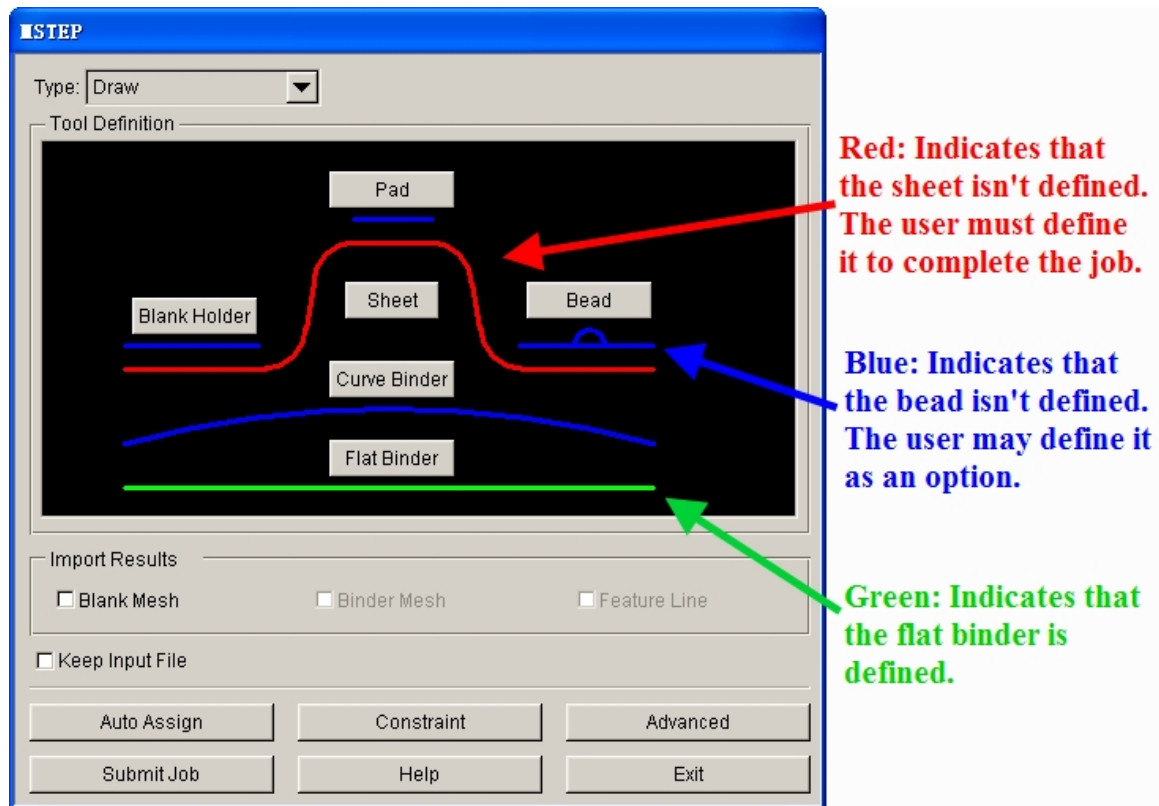 MSTEP
Type: Draw
Tool Definition
Pad
Sheet
Bead
Blank Holder
Curve Binder
Flat Binder
Import Results
Blank Mesh
Binder Mesh
Feature Line
Keep Input File
Auto Assign
Constraint
Advanced
Submit Job
Help
Exit
Red: Indicates that
the sheet isn't defined.
The user must define
it to complete the job.
Blue: Indicates that
the bead isn't defined.
The user may define it
as an option.
Green: Indicates that
the flat binder is
defined.